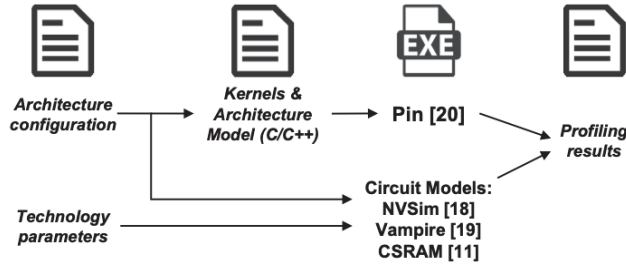 EXE
Architecture
configuration
Kernels &
Architecture
Model (C/C++)
Pin [20]
Profiling
results
Technology
parameters
Circuit Models:
NVSim [18]
Vampire [19]
CSRAM [11]